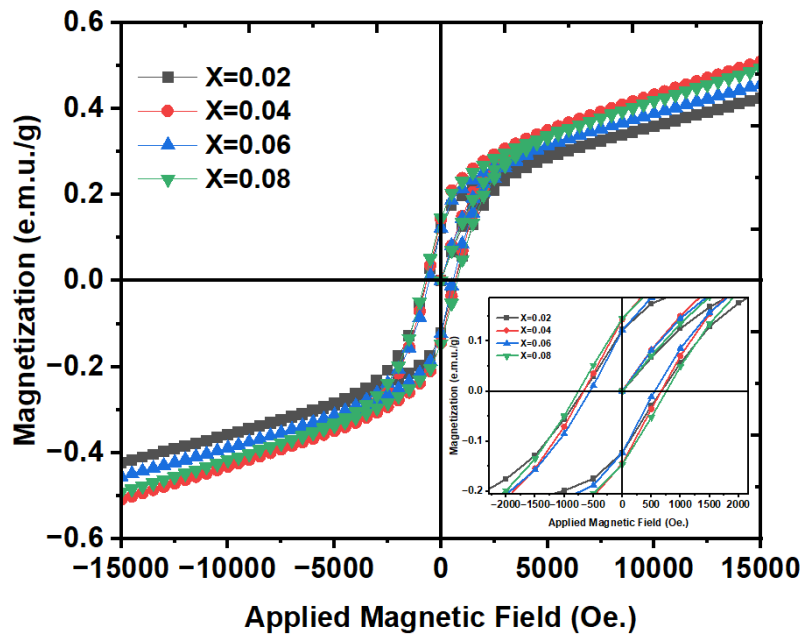 0.6
0.4
0.2
0.0
−0.2
−0.4
−0.6
Magnetization (e.m.u./g)
X=0.02
X=0.04
X=0.06
X=0.08
−15000 −10000 −5000 0 5000 10000 15000
Applied Magnetic Field (Oe.)
0.1
0.0
−0.1
−0.2
Magnetization (e.m.u./g)
X=0.02
X=0.04
X=0.06
X=0.08
−2000 −1500 −1000 −500 0 500 1000 1500 2000
Applied Magnetic Field (Oe.)